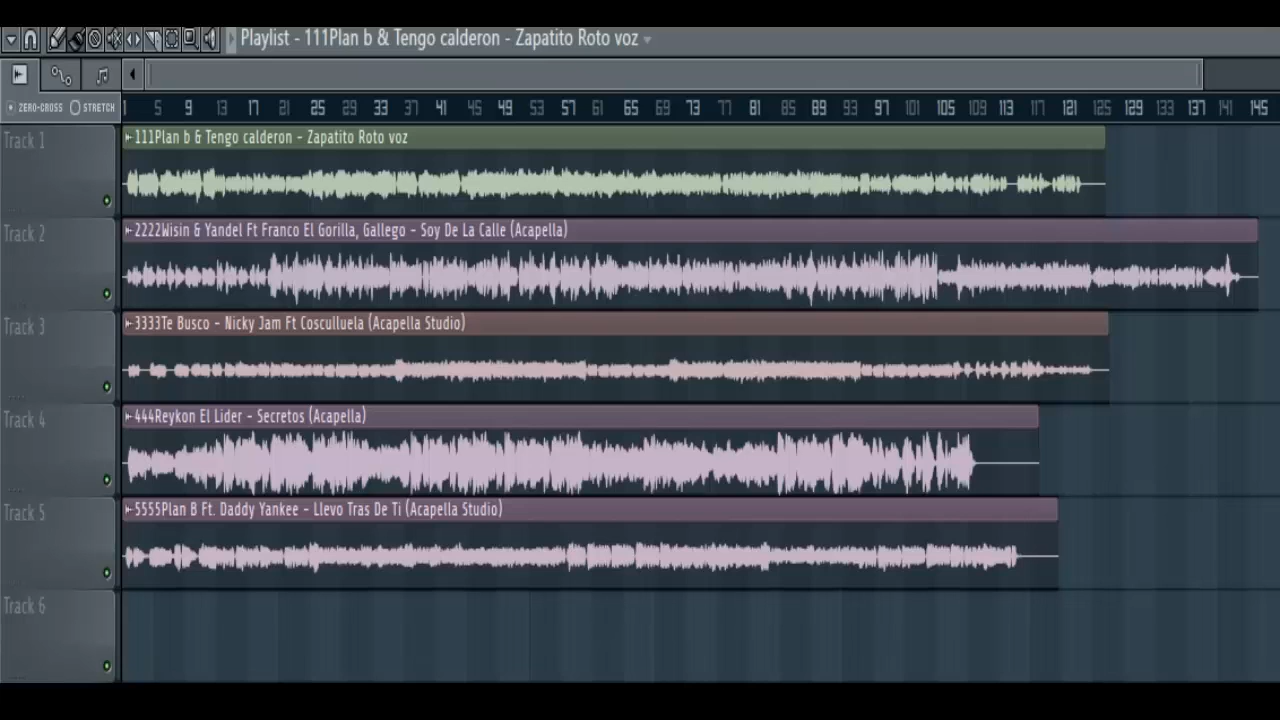 Playlist - 111Plan b & Tengo calderon - Zapatito Roto voz
ZERO-CROSS STRETCH
1 5 9 13 17 21 25 29 33 37 41 45 49 53 57 61 65 69 73 77 81 85 89 93 97 101 105 109 113 117 121 125 129 133 137 141 145
Track 1
111Plan b & Tengo calderon - Zapatito Roto voz
Track 2
2222Wisin & Yandel Ft Franco El Gorilla, Gallego - Soy De La Calle (Acapella)
Track 3
3333Te Busco - Nicky Jam Ft Cosculluela (Acapella Studio)
Track 4
444Reykon El Lider - Secretos (Acapella)
Track 5
5555Plan B Ft. Daddy Yankee - Llevo Tras De Ti (Acapella Studio)
Track 6